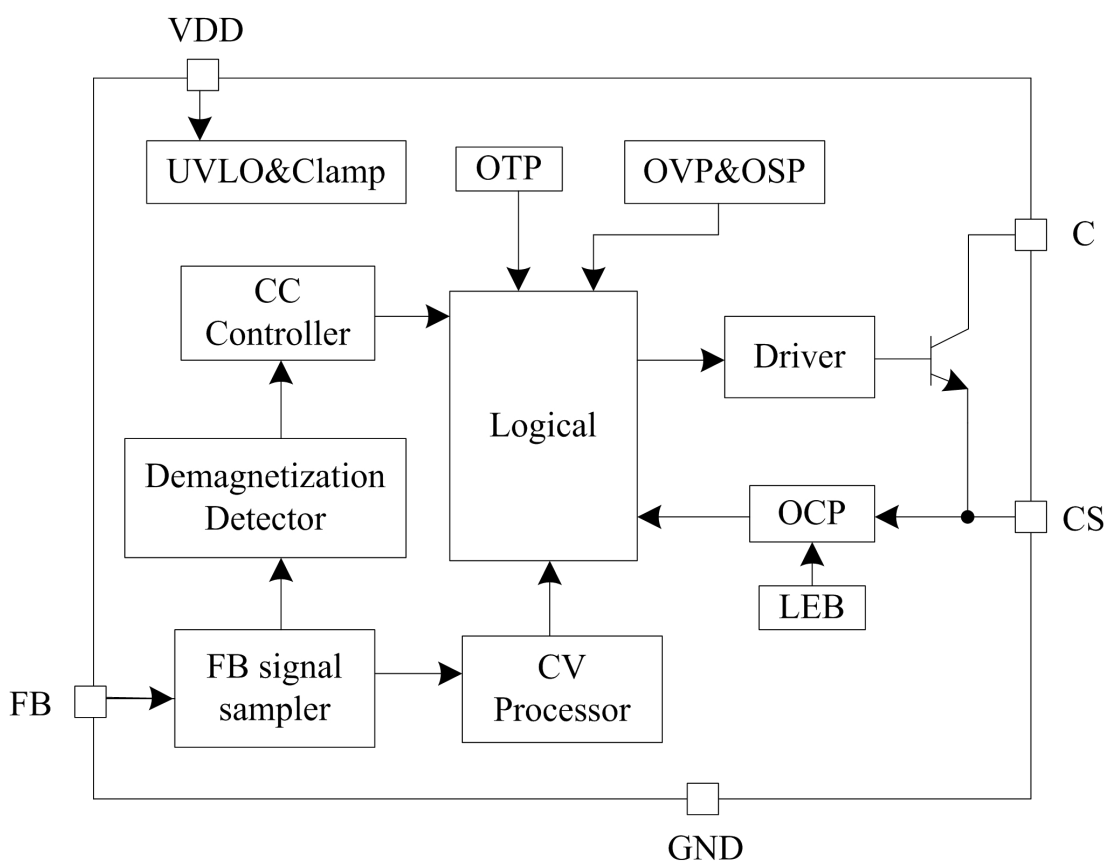 VDD
UVLO&Clamp
OTP
OVP&OSP
C
CC
Controller
Driver
Logical
Demagnetization
Detector
OCP
CS
LEB
FB signal
sampler
CV
Processor
FB
GND